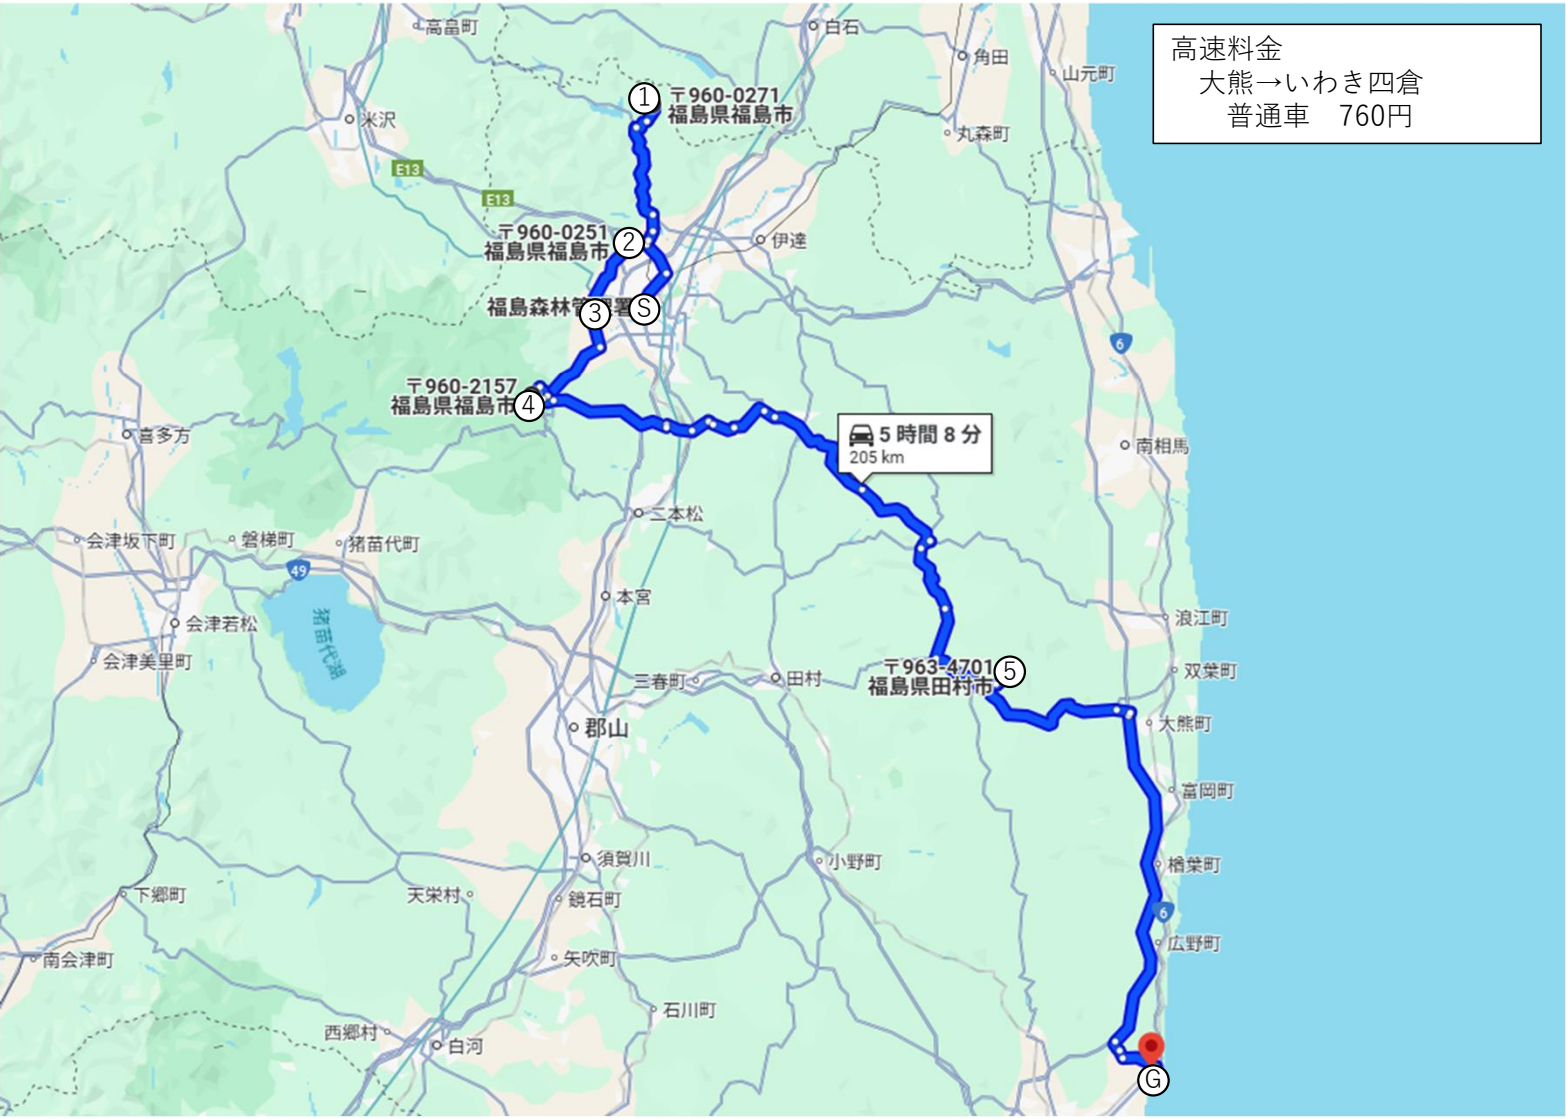 高畠町
白石
角田
山元町
高速料金
大熊→いわき四倉
普通車　760円
①
〒960-0271
福島県福島市
米沢
丸森町
E13
E13
〒960-0251
福島県福島市
②
伊達
福島森林管理署
③
Ⓢ
6
〒960-2157
福島県福島市
④
喜多方
5 時間 8 分
205 km
南相馬
二本松
会津坂下町
磐梯町
猪苗代町
49
本宮
猪苗代湖
会津若松
浪江町
会津美里町
三春町
田村
〒963-4701
福島県田村市
⑤
双葉町
郡山
大熊町
富岡町
須賀川
小野町
楢葉町
下郷町
天栄村
鏡石町
6
広野町
南会津町
矢吹町
石川町
西郷村
白河
Ⓖ